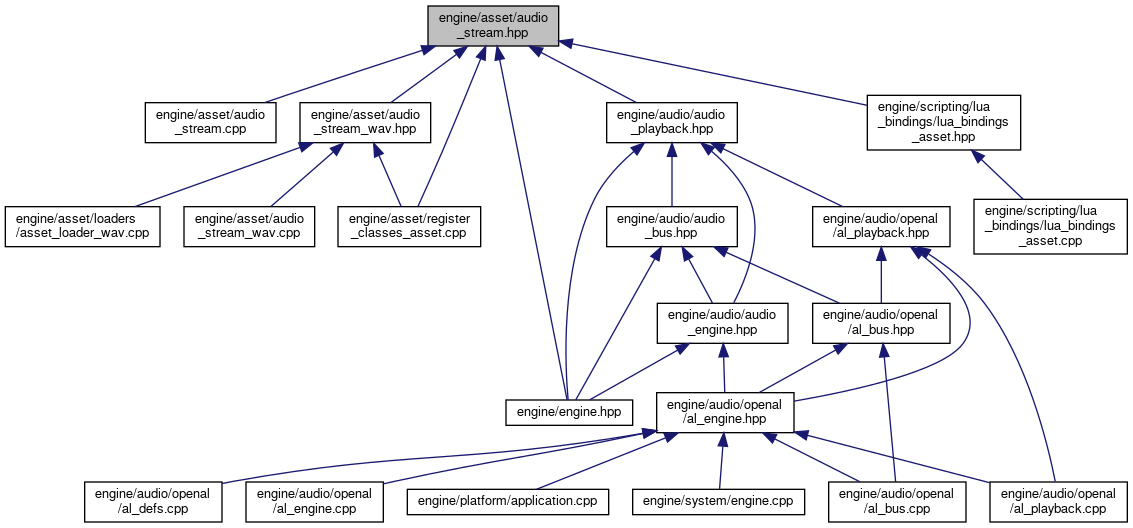 engine/asset/audio
_stream.hpp
engine/asset/audio
_stream.cpp
engine/asset/audio
_stream_wav.hpp
engine/audio/audio
_playback.hpp
engine/scripting/lua
_bindings/lua_bindings
_asset.hpp
engine/asset/loaders
/asset_loader_wav.cpp
engine/asset/audio
_stream_wav.cpp
engine/asset/register
_classes_asset.cpp
engine/audio/audio
_bus.hpp
engine/audio/openal
/al_playback.hpp
engine/scripting/lua
_bindings/lua_bindings
_asset.cpp
engine/audio/audio
_engine.hpp
engine/audio/openal
/al_bus.hpp
engine/engine.hpp
engine/audio/openal
/al_engine.hpp
engine/audio/openal
/al_defs.cpp
engine/audio/openal
/al_engine.cpp
engine/platform/application.cpp
engine/system/engine.cpp
engine/audio/openal
/al_bus.cpp
engine/audio/openal
/al_playback.cpp